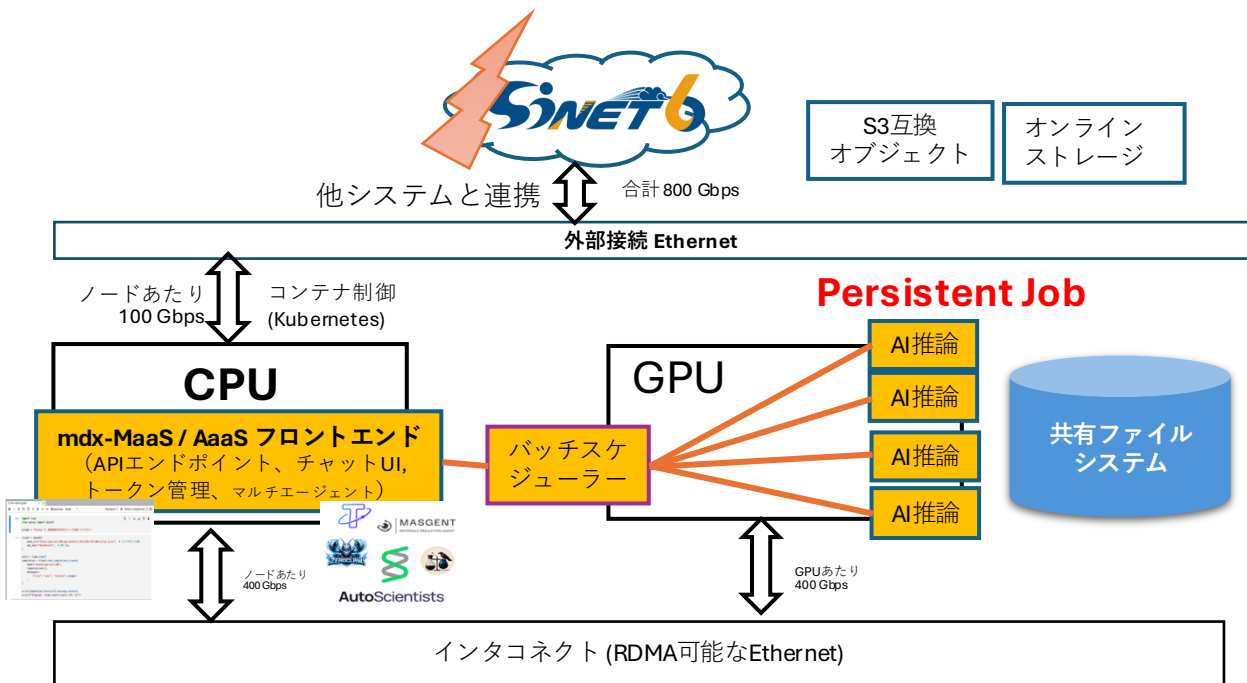 SINET6
S3互換
オブジェクト
オンライン
ストレージ
他システムと連携
合計 800 Gbps
外部接続 Ethernet
ノードあたり
100 Gbps
コンテナ制御
(Kubernetes)
Persistent Job
CPU
GPU
AI推論
AI推論
AI推論
AI推論
mdx-MaaS / AaaS フロントエンド
（APIエンドポイント、チャットUI,
トークン管理、マルチエージェント）
バッチスケ
ジューラー
共有ファイル
システム
MASGENT
AutoScientists
ノードあたり
400 Gbps
GPUあたり
400 Gbps
インタコネクト (RDMA可能なEthernet)